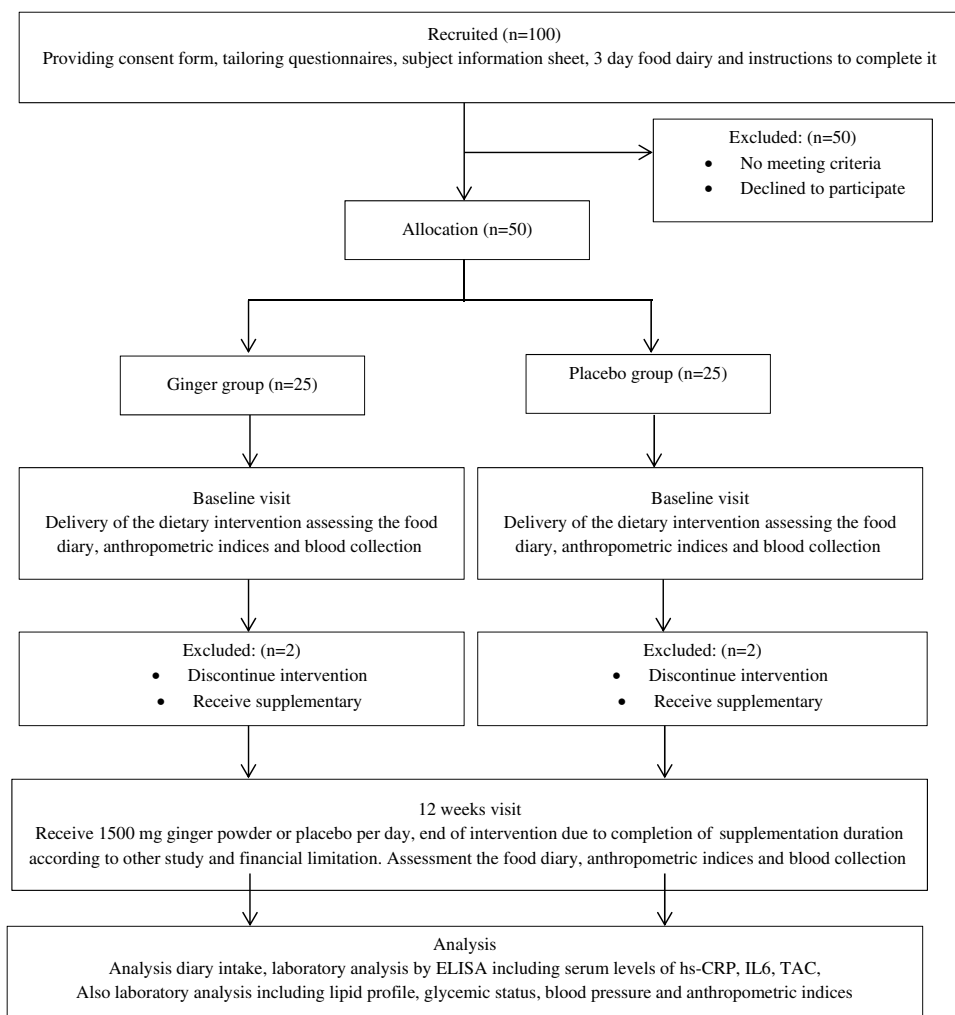 Recruited (n=100)
Providing consent form, tailoring questionnaires, subject information sheet, 3 day food dairy and instructions to complete it
Excluded: (n=50)
• No meeting criteria
• Declined to participate
Allocation (n=50)
Ginger group (n=25)
Placebo group (n=25)
Baseline visit
Delivery of the dietary intervention assessing the food
diary, anthropometric indices and blood collection
Baseline visit
Delivery of the dietary intervention assessing the food
diary, anthropometric indices and blood collection
Excluded: (n=2)
• Discontinue intervention
• Receive supplementary
Excluded: (n=2)
• Discontinue intervention
• Receive supplementary
12 weeks visit
Receive 1500 mg ginger powder or placebo per day, end of intervention due to completion of supplementation duration
according to other study and financial limitation. Assessment the food diary, anthropometric indices and blood collection
Analysis
Analysis diary intake, laboratory analysis by ELISA including serum levels of hs-CRP, IL6, TAC,
Also laboratory analysis including lipid profile, glycemic status, blood pressure and anthropometric indices